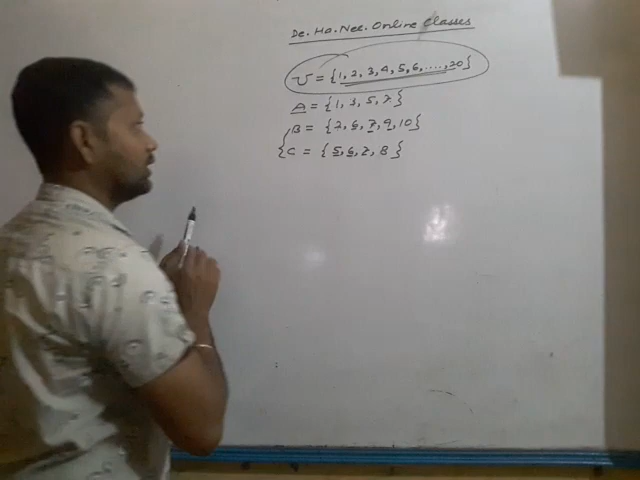 De. Ha. Nee. Online Classes
U = {1, 2, 3, 4, 5, 6, ...., 20}
A = {1, 3, 5, 7}
B = {2, 6, 7, 9, 10}
C = {5, 6, 7, 8}